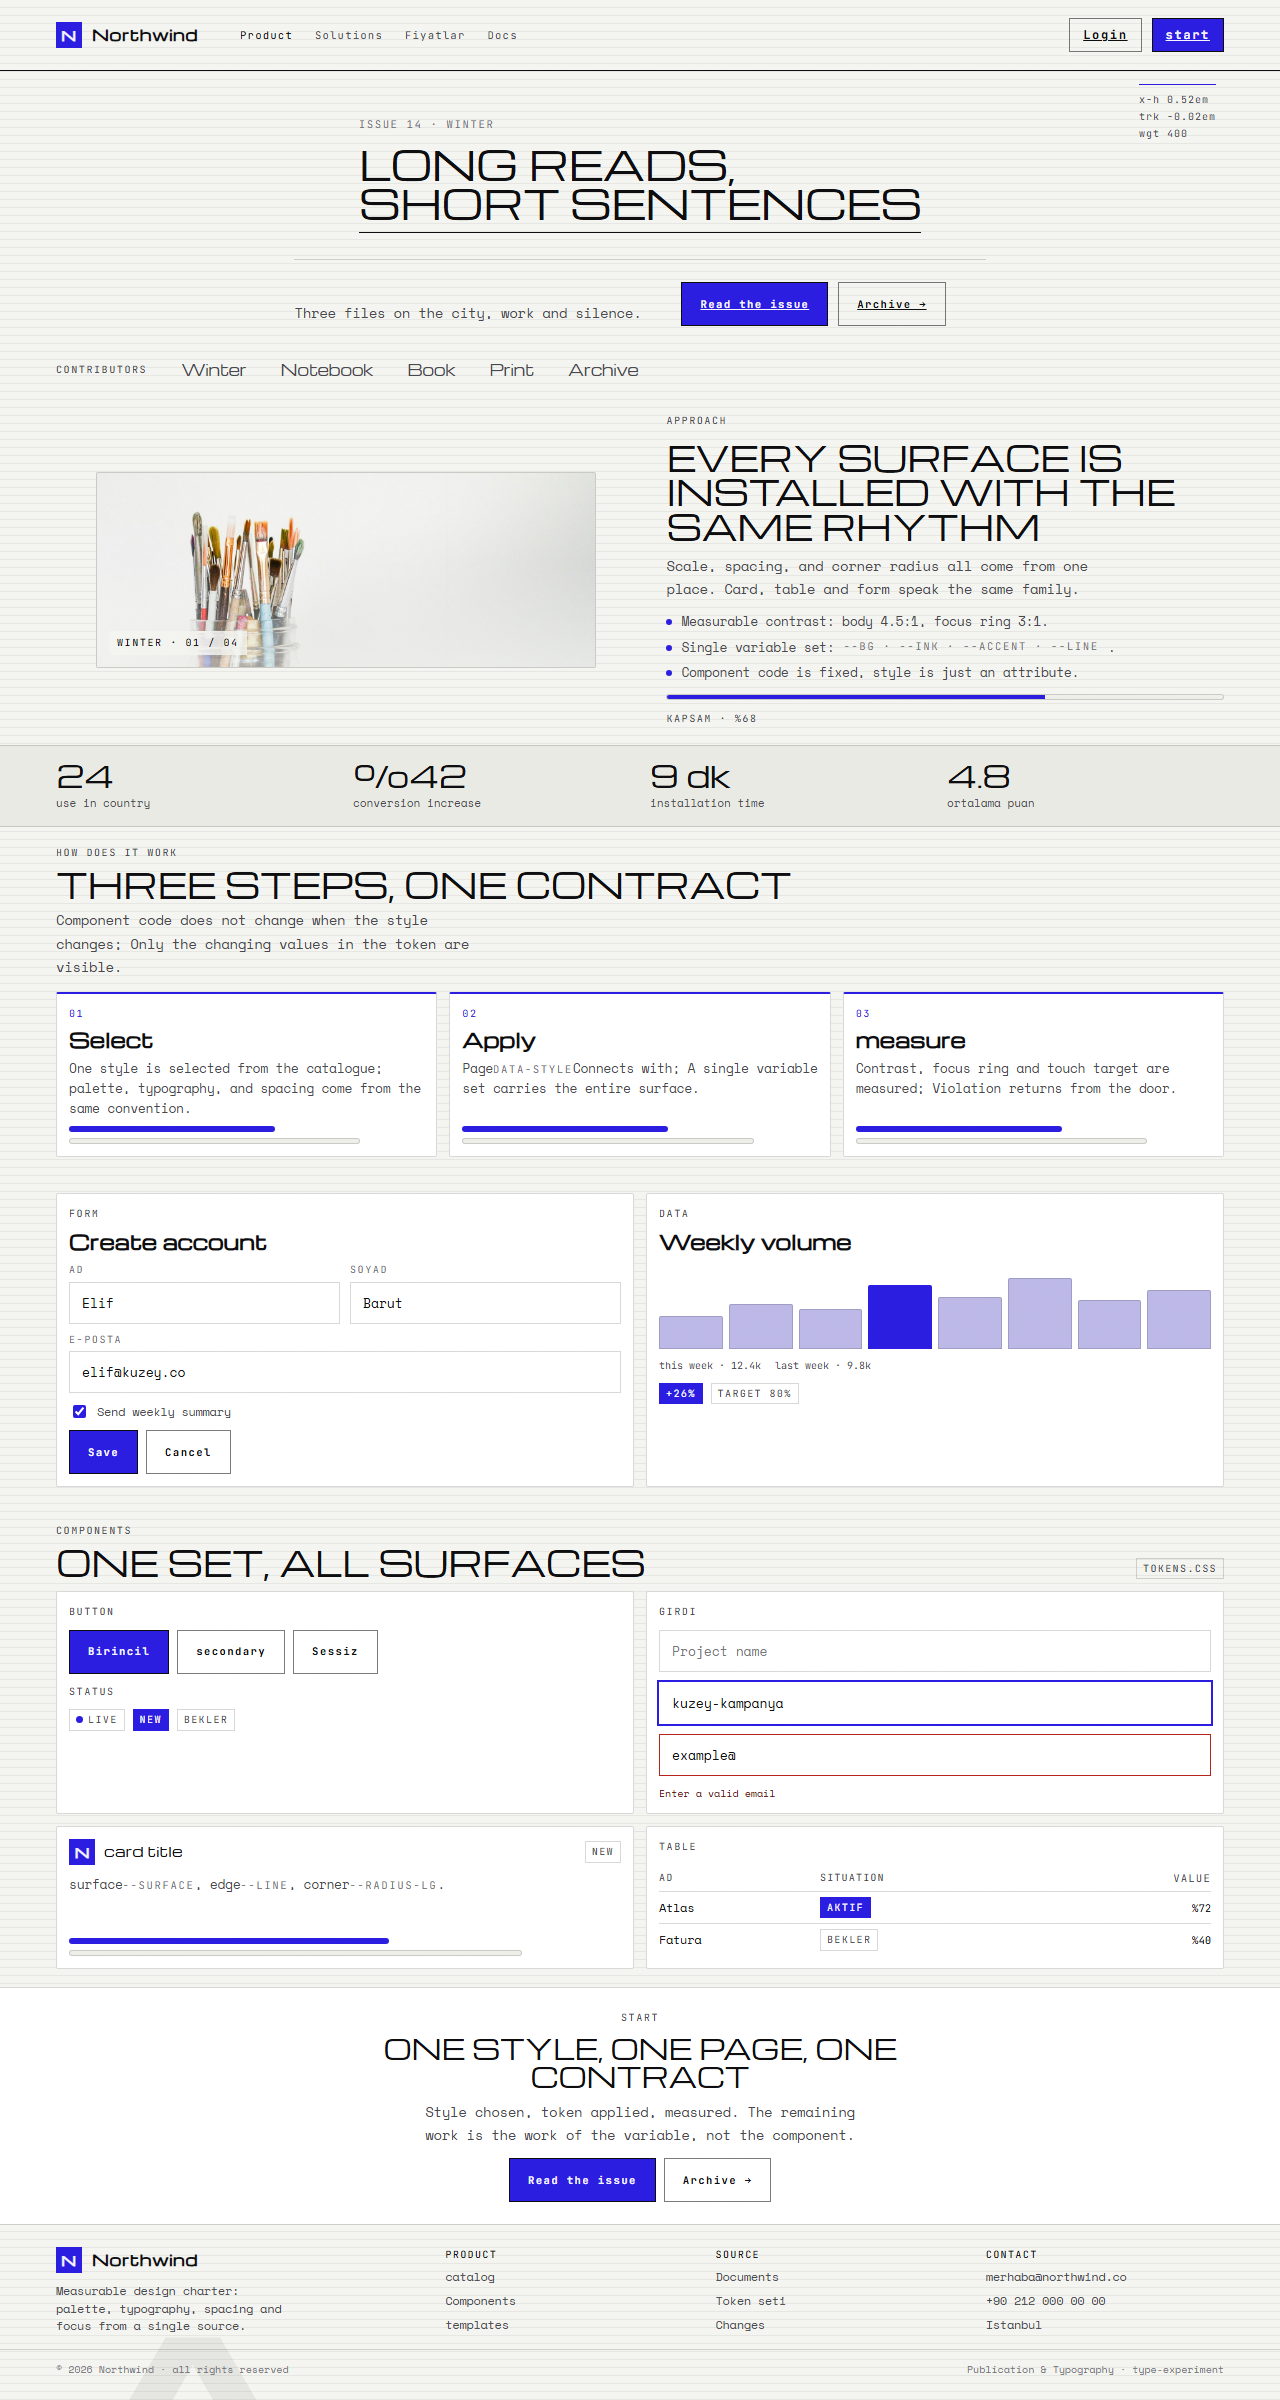 N Northwind Product Solutions Fiyatlar Docs Login start
x-h 0.52em
trk -0.02em
wgt 400
ISSUE 14 · WINTER
LONG READS,
SHORT SENTENCES
Three files on the city, work and silence. Read the issue Archive →
CONTRIBUTORS Winter Notebook Book Print Archive
WINTER · 01 / 04
APPROACH
EVERY SURFACE IS
INSTALLED WITH THE
SAME RHYTHM
Scale, spacing, and corner radius all come from one
place. Card, table and form speak the same family.
Measurable contrast: body 4.5:1, focus ring 3:1.
Single variable set: --BG · --INK · --ACCENT · --LINE .
Component code is fixed, style is just an attribute.
KAPSAM · %68
24 %42 9 dk 4.8
use in country conversion increase installation time ortalama puan
HOW DOES IT WORK
THREE STEPS, ONE CONTRACT
Component code does not change when the style
changes; Only the changing values in the token are
visible.
01
Select
One style is selected from the catalogue;
palette, typography, and spacing come from the
same convention.
02
Apply
PageDATA-STYLEConnects with; A single variable
set carries the entire surface.
03
measure
Contrast, focus ring and touch target are
measured; Violation returns from the door.
FORM
Create account
AD SOYAD
Elif Barut
E-POSTA
elif@kuzey.co
Send weekly summary
Save Cancel
DATA
Weekly volume
this week · 12.4k last week · 9.8k
+26% TARGET 80%
COMPONENTS
ONE SET, ALL SURFACES TOKENS.CSS
BUTTON
Birincil secondary Sessiz
STATUS
LIVE NEW BEKLER
GIRDI
Project name
kuzey-kampanya
example@
Enter a valid email
N card title NEW
surface--SURFACE, edge--LINE, corner--RADIUS-LG.
TABLE
AD SITUATION VALUE
Atlas AKTIF %72
Fatura BEKLER %40
START
ONE STYLE, ONE PAGE, ONE
CONTRACT
Style chosen, token applied, measured. The remaining
work is the work of the variable, not the component.
Read the issue Archive →
N Northwind
Measurable design charter:
palette, typography, spacing and
focus from a single source.
PRODUCT
catalog
Components
templates
SOURCE
Documents
Token seti
Changes
CONTACT
merhaba@northwind.co
+90 212 000 00 00
Istanbul
© 2026 Northwind · all rights reserved Publication & Typography · type-experiment